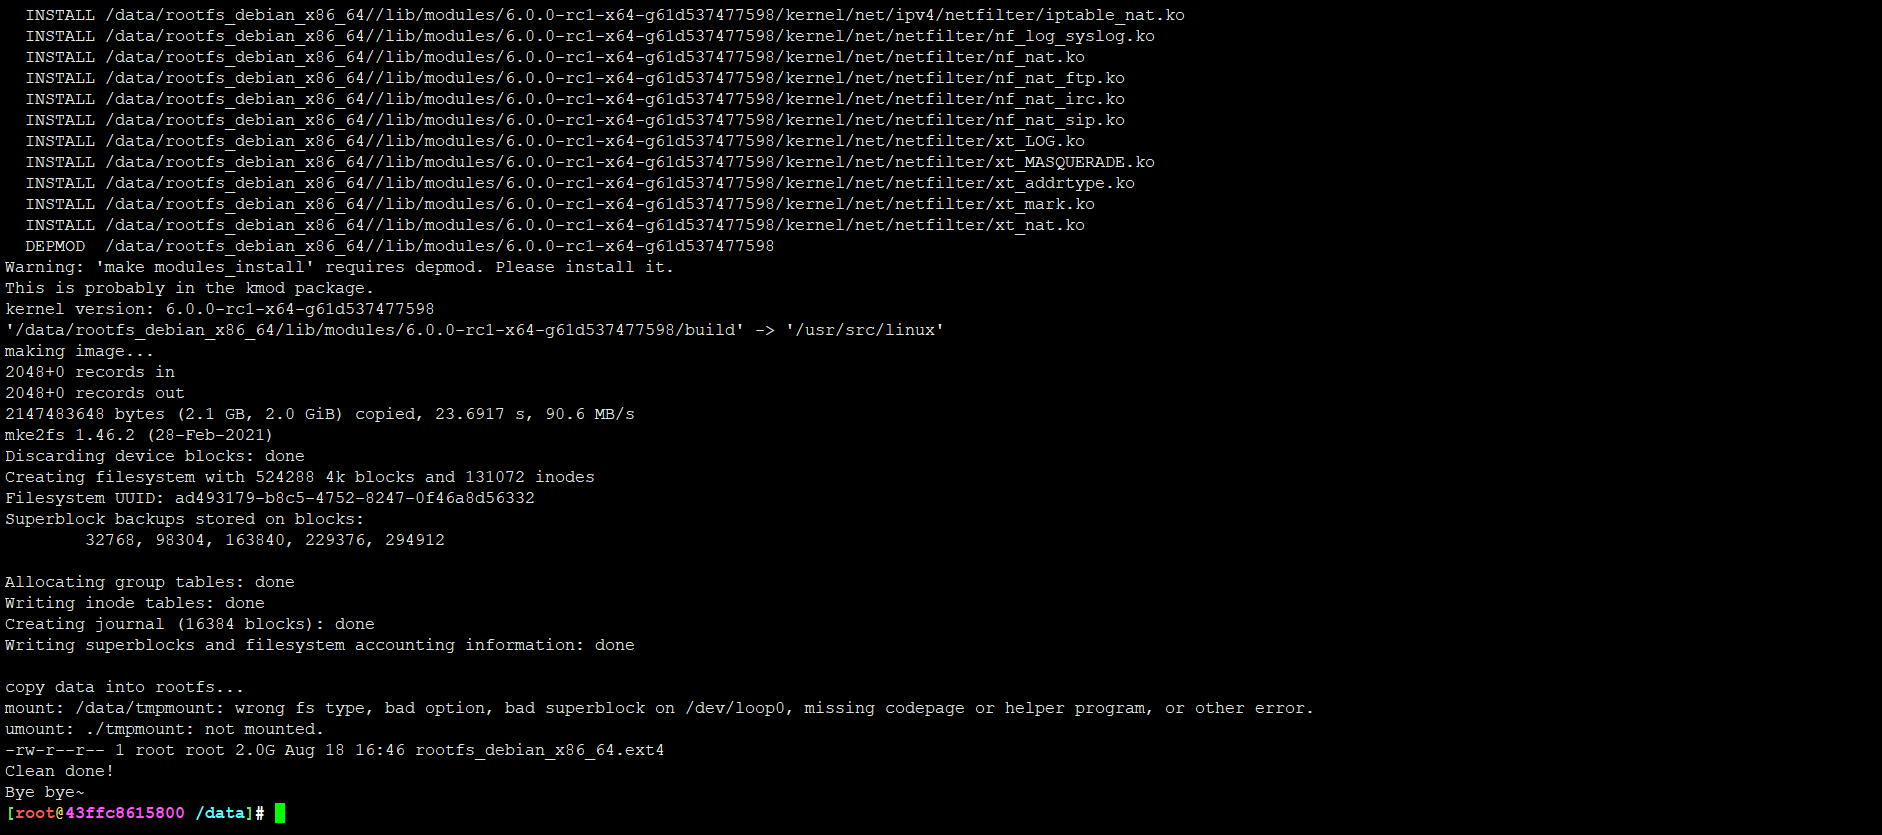 INSTALL /data/rootfs_debian_x86_64//lib/modules/6.0.0-rc1-x64-g61d537477598/kernel/net/ipv4/netfilter/iptable_nat.ko
INSTALL /data/rootfs_debian_x86_64//lib/modules/6.0.0-rc1-x64-g61d537477598/kernel/net/netfilter/nf_log_syslog.ko
INSTALL /data/rootfs_debian_x86_64//lib/modules/6.0.0-rc1-x64-g61d537477598/kernel/net/netfilter/nf_nat.ko
INSTALL /data/rootfs_debian_x86_64//lib/modules/6.0.0-rc1-x64-g61d537477598/kernel/net/netfilter/nf_nat_ftp.ko
INSTALL /data/rootfs_debian_x86_64//lib/modules/6.0.0-rc1-x64-g61d537477598/kernel/net/netfilter/nf_nat_irc.ko
INSTALL /data/rootfs_debian_x86_64//lib/modules/6.0.0-rc1-x64-g61d537477598/kernel/net/netfilter/nf_nat_sip.ko
INSTALL /data/rootfs_debian_x86_64//lib/modules/6.0.0-rc1-x64-g61d537477598/kernel/net/netfilter/xt_LOG.ko
INSTALL /data/rootfs_debian_x86_64//lib/modules/6.0.0-rc1-x64-g61d537477598/kernel/net/netfilter/xt_MASQUERADE.ko
INSTALL /data/rootfs_debian_x86_64//lib/modules/6.0.0-rc1-x64-g61d537477598/kernel/net/netfilter/xt_addrtype.ko
INSTALL /data/rootfs_debian_x86_64//lib/modules/6.0.0-rc1-x64-g61d537477598/kernel/net/netfilter/xt_mark.ko
INSTALL /data/rootfs_debian_x86_64//lib/modules/6.0.0-rc1-x64-g61d537477598/kernel/net/netfilter/xt_nat.ko
DEPMOD  /data/rootfs_debian_x86_64//lib/modules/6.0.0-rc1-x64-g61d537477598
Warning: 'make modules_install' requires depmod. Please install it.
This is probably in the kmod package.
kernel version: 6.0.0-rc1-x64-g61d537477598
'/data/rootfs_debian_x86_64/lib/modules/6.0.0-rc1-x64-g61d537477598/build' -> '/usr/src/linux'
making image...
2048+0 records in
2048+0 records out
2147483648 bytes (2.1 GB, 2.0 GiB) copied, 23.6917 s, 90.6 MB/s
mke2fs 1.46.2 (28-Feb-2021)
Discarding device blocks: done
Creating filesystem with 524288 4k blocks and 131072 inodes
Filesystem UUID: ad493179-b8c5-4752-8247-0f46a8d56332
Superblock backups stored on blocks:
32768, 98304, 163840, 229376, 294912
Allocating group tables: done
Writing inode tables: done
Creating journal (16384 blocks): done
Writing superblocks and filesystem accounting information: done
copy data into rootfs...
mount: /data/tmpmount: wrong fs type, bad option, bad superblock on /dev/loop0, missing codepage or helper program, or other error.
umount: ./tmpmount: not mounted.
-rw-r--r-- 1 root root 2.0G Aug 18 16:46 rootfs_debian_x86_64.ext4
Clean done!
Bye bye~
[root@43ffc8615800 /data]#